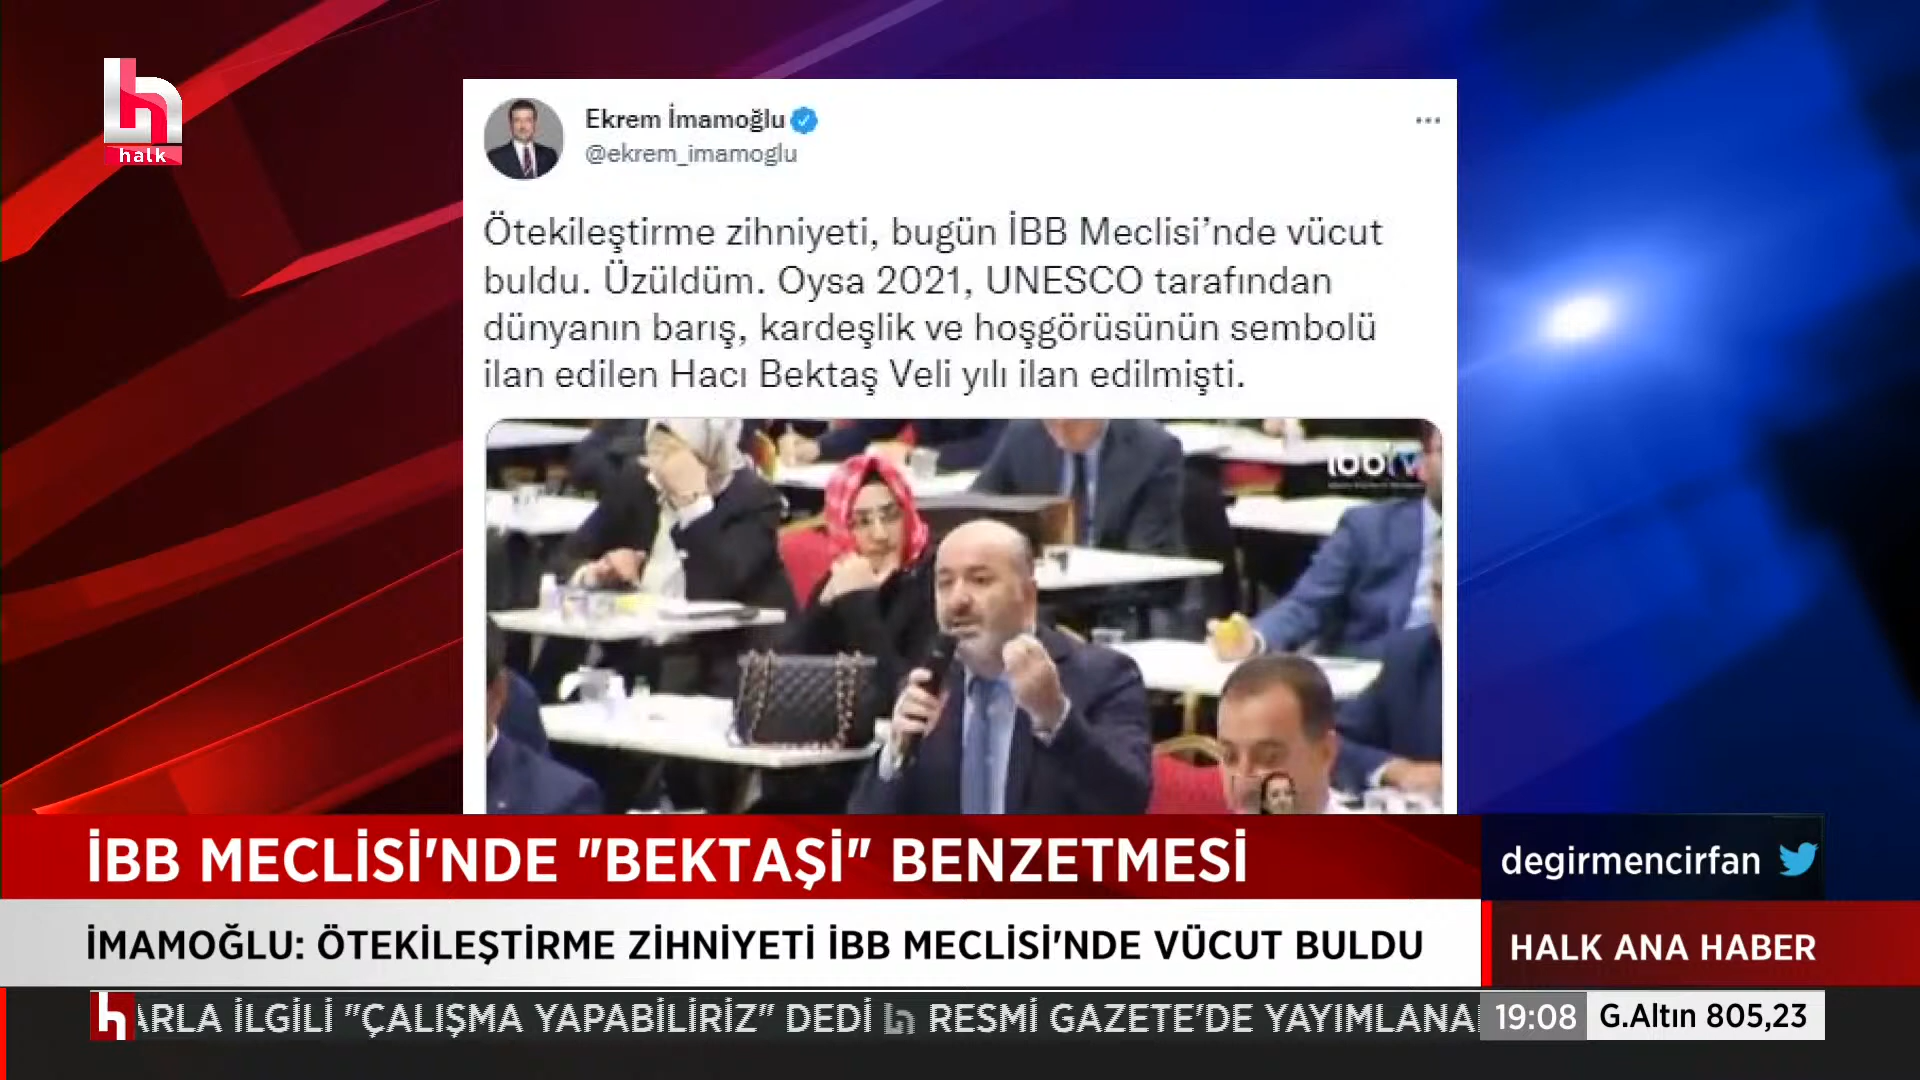 halk
Ekrem İmamoğlu
@ekrem_imamoglu
Ötekileştirme zihniyeti, bugün İBB Meclisi’nde vücut
buldu. Üzüldüm. Oysa 2021, UNESCO tarafından
dünyanın barış, kardeşlik ve hoşgörüsünün sembolü
ilan edilen Hacı Bektaş Veli yılı ilan edilmişti.
ibb tv
İBB MECLİSİ'NDE "BEKTAŞİ" BENZETMESİ
degirmencirfan
İMAMOĞLU: ÖTEKİLEŞTİRME ZİHNİYETİ İBB MECLİSİ'NDE VÜCUT BULDU
HALK ANA HABER
ARLA İLGİLİ "ÇALIŞMA YAPABİLİRİZ" DEDİ h RESMİ GAZETE'DE YAYIMLANA
19:08
G.Altın 805,23